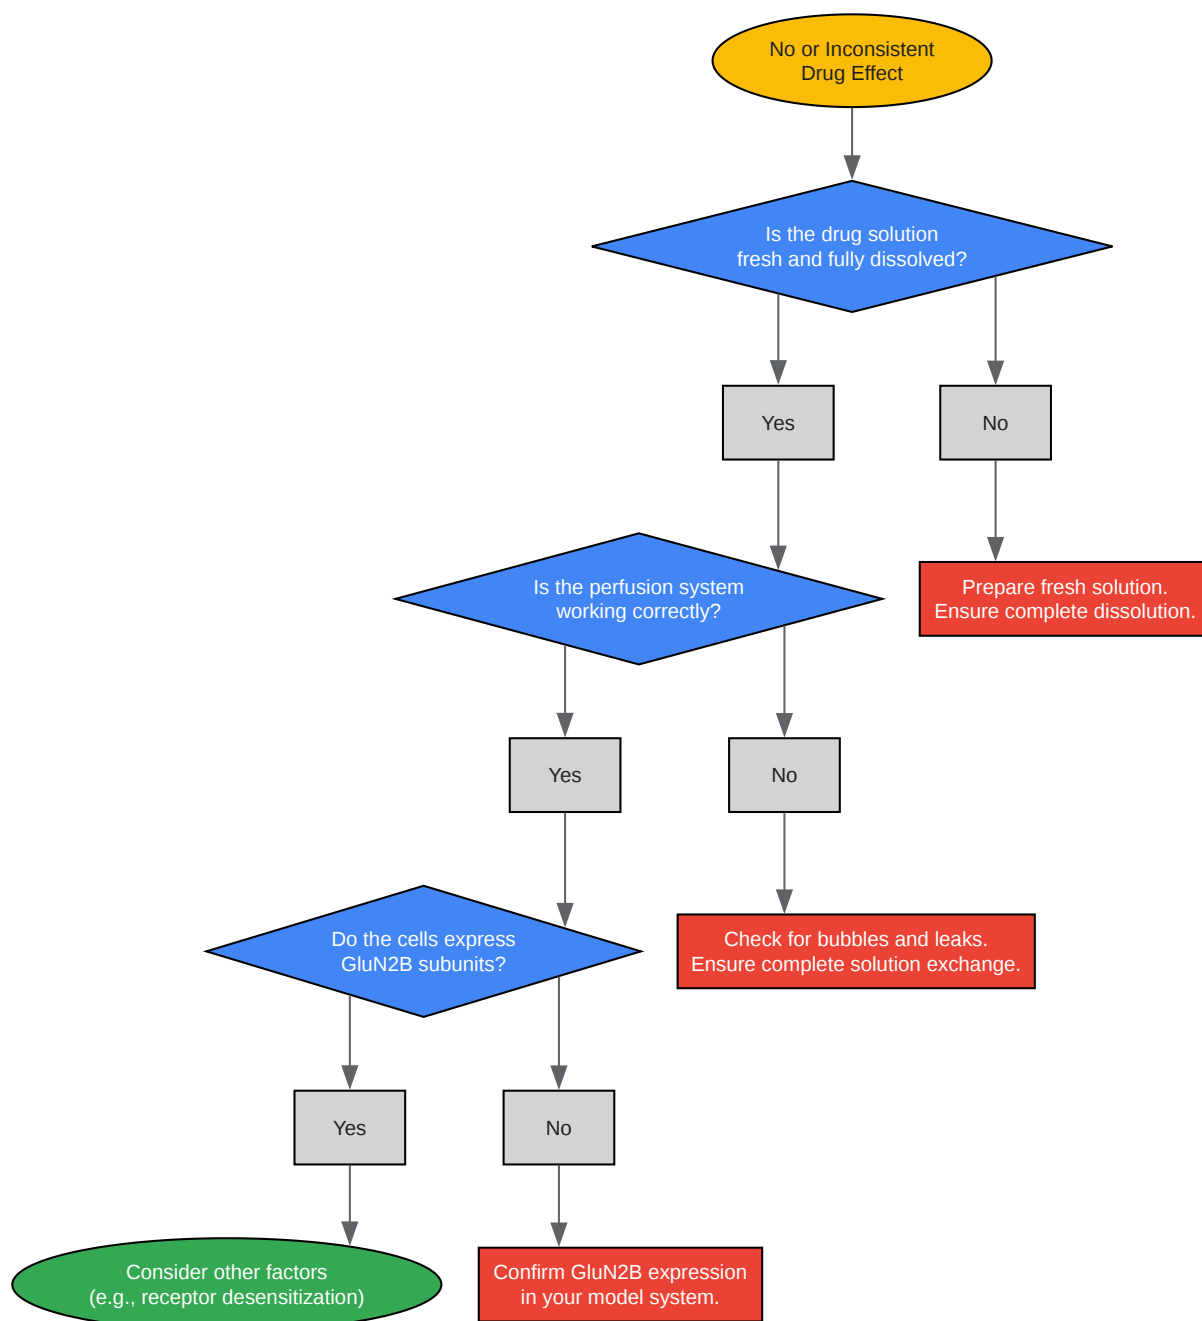 No or Inconsistent
Drug Effect
Is the drug solution
fresh and fully dissolved?
Yes
No
Is the perfusion system
working correctly?
Prepare fresh solution.
Ensure complete dissolution.
Yes
No
Do the cells express
GluN2B subunits?
Check for bubbles and leaks.
Ensure complete solution exchange.
Yes
No
Consider other factors
(e.g., receptor desensitization)
Confirm GluN2B expression
in your model system.